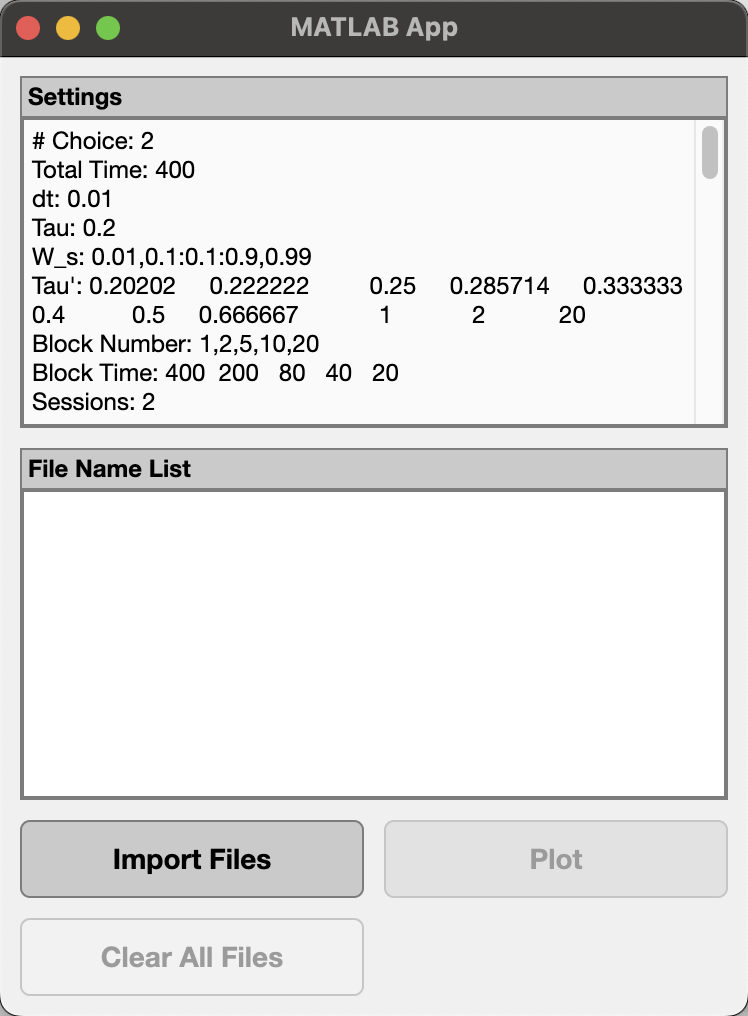 MATLAB App
Settings
# Choice: 2
Total Time: 400
dt: 0.01
Tau: 0.2
W_s: 0.01,0.1:0.1:0.9,0.99
Tau': 0.20202 0.222222 0.25 0.285714 0.333333
0.4 0.5 0.666667 1 2 20
Block Number: 1,2,5,10,20
Block Time: 400 200 80 40 20
Sessions: 2
File Name List
Import Files
Plot
Clear All Files